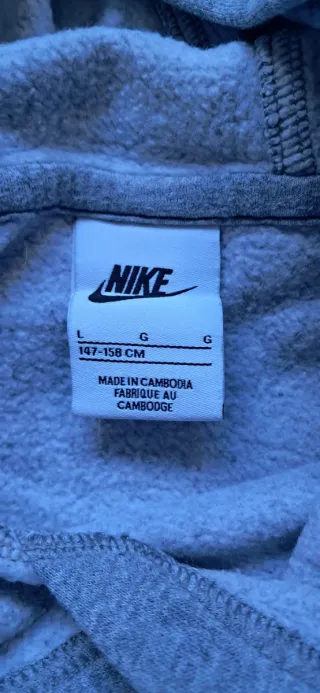 NIKE
L G G
147-158 CM
MADE IN CAMBODIA
FABRIQUE AU
CAMBODGE